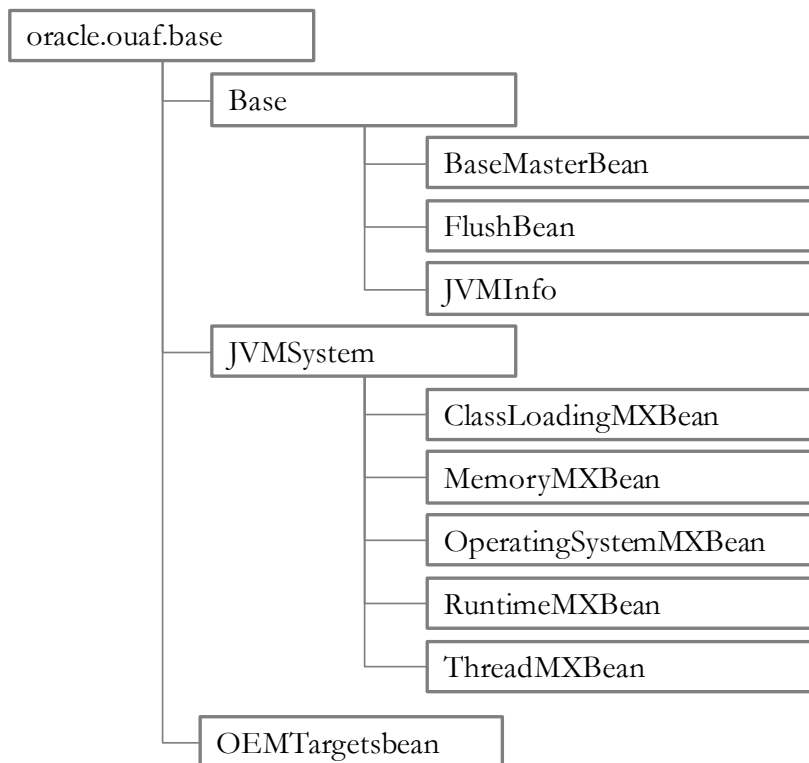 oracle.ouaf.base
Base
BaseMasterBean
FlushBean
JVMInfo
JVMSystem
ClassLoadingMXBean
MemoryMXBean
OperatingSystemMXBean
RuntimeMXBean
ThreadMXBean
OEMTargetsbean